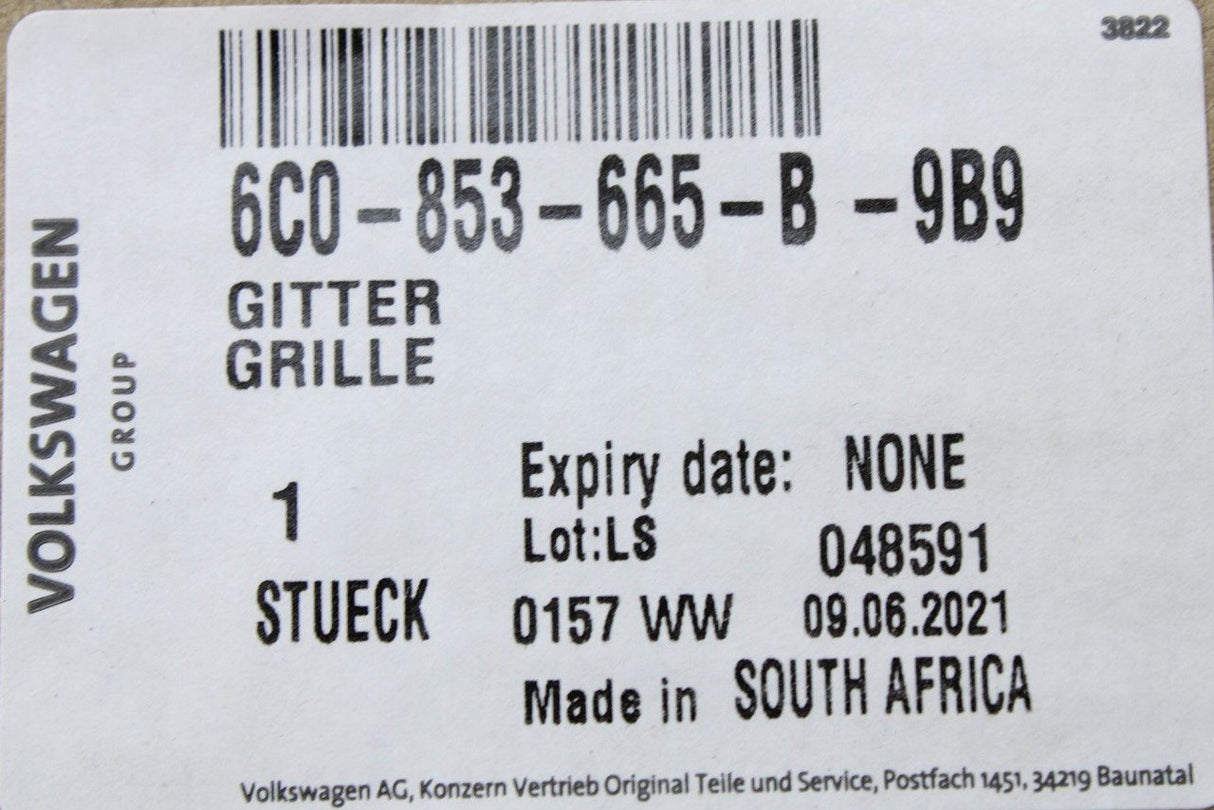 3822
6C0-853-665-B -9B9
GITTER
GRILLE
VOLKSWAGEN
GROUP
Expiry date: NONE
1
Lot:LS 048591
STUECK
0157 WW 09.06.2021
Made in SOUTH AFRICA
Volkswagen AG, Konzern Vertrieb Original Teile und Service, Postfach 1451, 34219 Baunatal